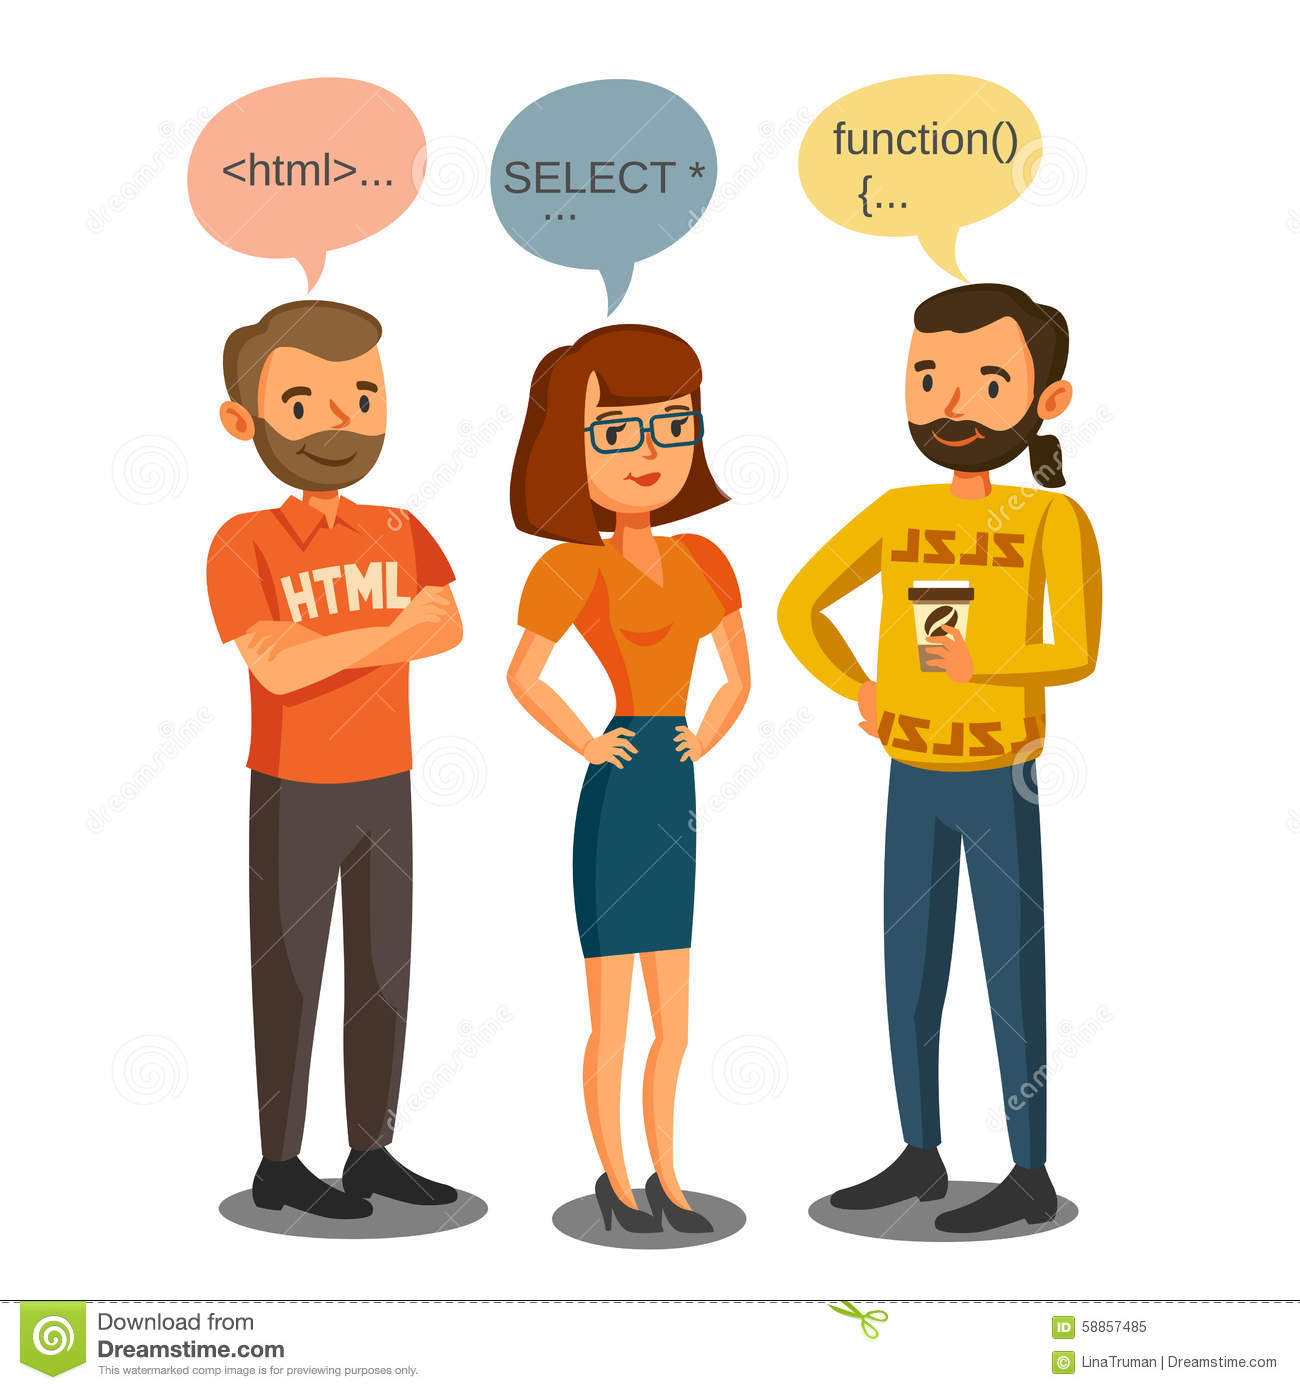 <html>...
SELECT *
...
function()
{...
HTML
Download from
Dreamstime.com
This watermarked comp image is for previewing purposes only.
ID 58857485
© LinaTruman | Dreamstime.com